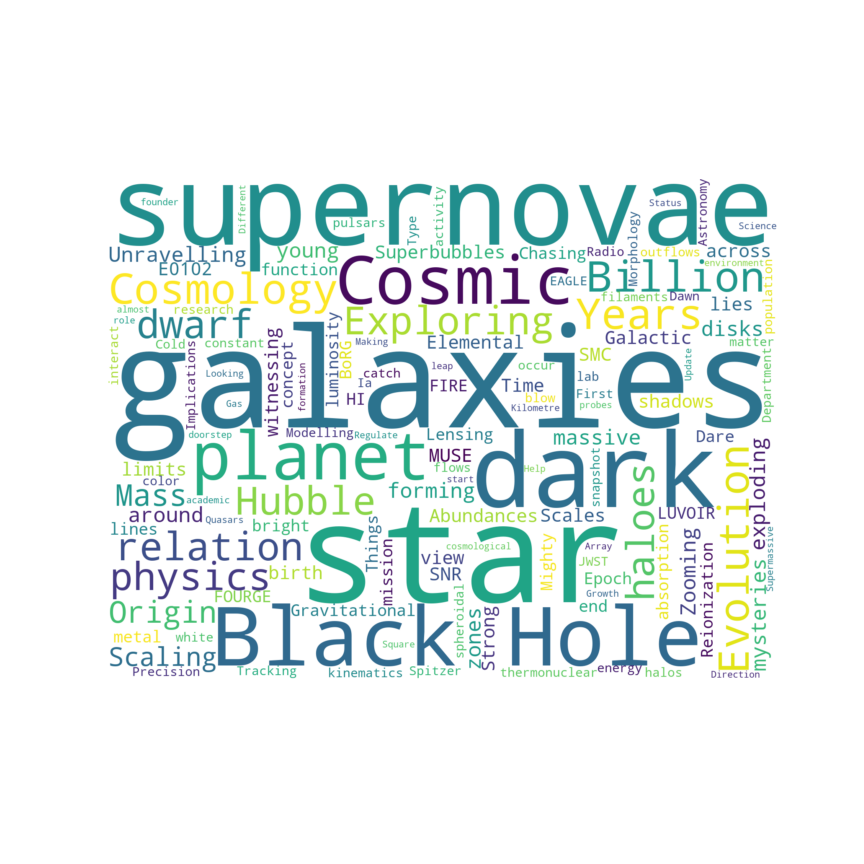 supernovae
founder
Different
pulsars
Type
activity
Status
Science
Astronomy
Unravelling
E0102
young
function
Superbubbles
Chasing
Radio
Morphology
outflows
across
environment
Cosmology
Cosmic
EAGLE
Billion
population
research
filaments
Dawn
Years
lies
almost
role
dwarf
constant
Exploring
Elemental
Galactic
disks
matter
Cold
interact
Implications
witnessing
concept
luminosity
BoRG
Making
Ia
catch
HI
FIRE
leap
Time
occur
SMC
lab
First
Update
Looking
formation
blow
Kilometre
probes
shadows
Department
galaxies
Gas
doorstep
Modelling
Regulate
Lensing
massive
Dare
planet
dark
limits
color
MUSE
flows
start
Help
snapshot
Mass
academic
Hubble
forming
haloes
Evolution
exploding
around
Quasars
bright
Abundances
Scales
LUVOIR
lines
star
relation
Things
view
cosmological
Mighty
Array
JWST
Epoch
absorption
Zooming
Reionization
mysteries
Supermassive
physics
birth
mission
SNR
Growth
FOURGE
Origin
Gravitational
spheroidal
zones
Strong
end
metal
white
Black Hole
Square
Scaling
Precision
Tracking
kinematics
Spitzer
thermonuclear
energy
halos
Direction